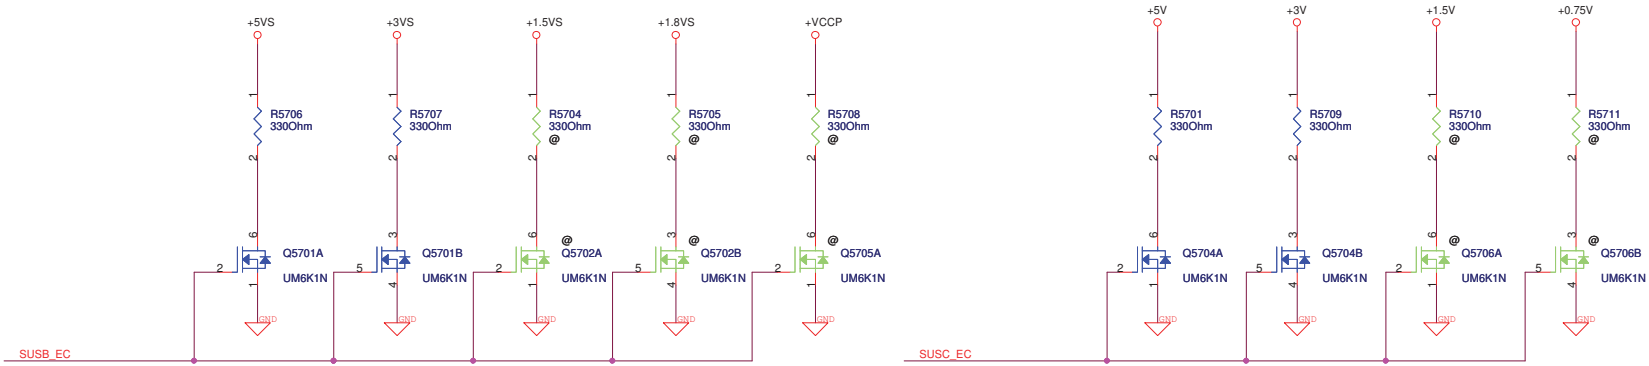 +5VS
+3VS
+1.5VS
+1.8VS
+VCCP
+5V
+3V
+1.5V
+0.75V
1
1
1
1
1
1
1
1
1
R5706
330Ohm
R5707
330Ohm
R5704
330Ohm
@
R5705
330Ohm
@
R5708
330Ohm
@
R5701
330Ohm
R5709
330Ohm
R5710
330Ohm
@
R5711
330Ohm
@
2
2
2
2
2
2
2
2
2
6
3
6
3
6
6
3
6
3
@
@
@
@
@
Q5701A
UM6K1N
Q5701B
UM6K1N
Q5702A
UM6K1N
Q5702B
UM6K1N
Q5705A
UM6K1N
Q5704A
UM6K1N
Q5704B
UM6K1N
Q5706A
UM6K1N
Q5706B
UM6K1N
2
5
2
5
2
2
5
2
5
1
4
1
4
1
1
4
1
4
GND
GND
GND
GND
GND
GND
GND
GND
GND
SUSB_EC
SUSC_EC